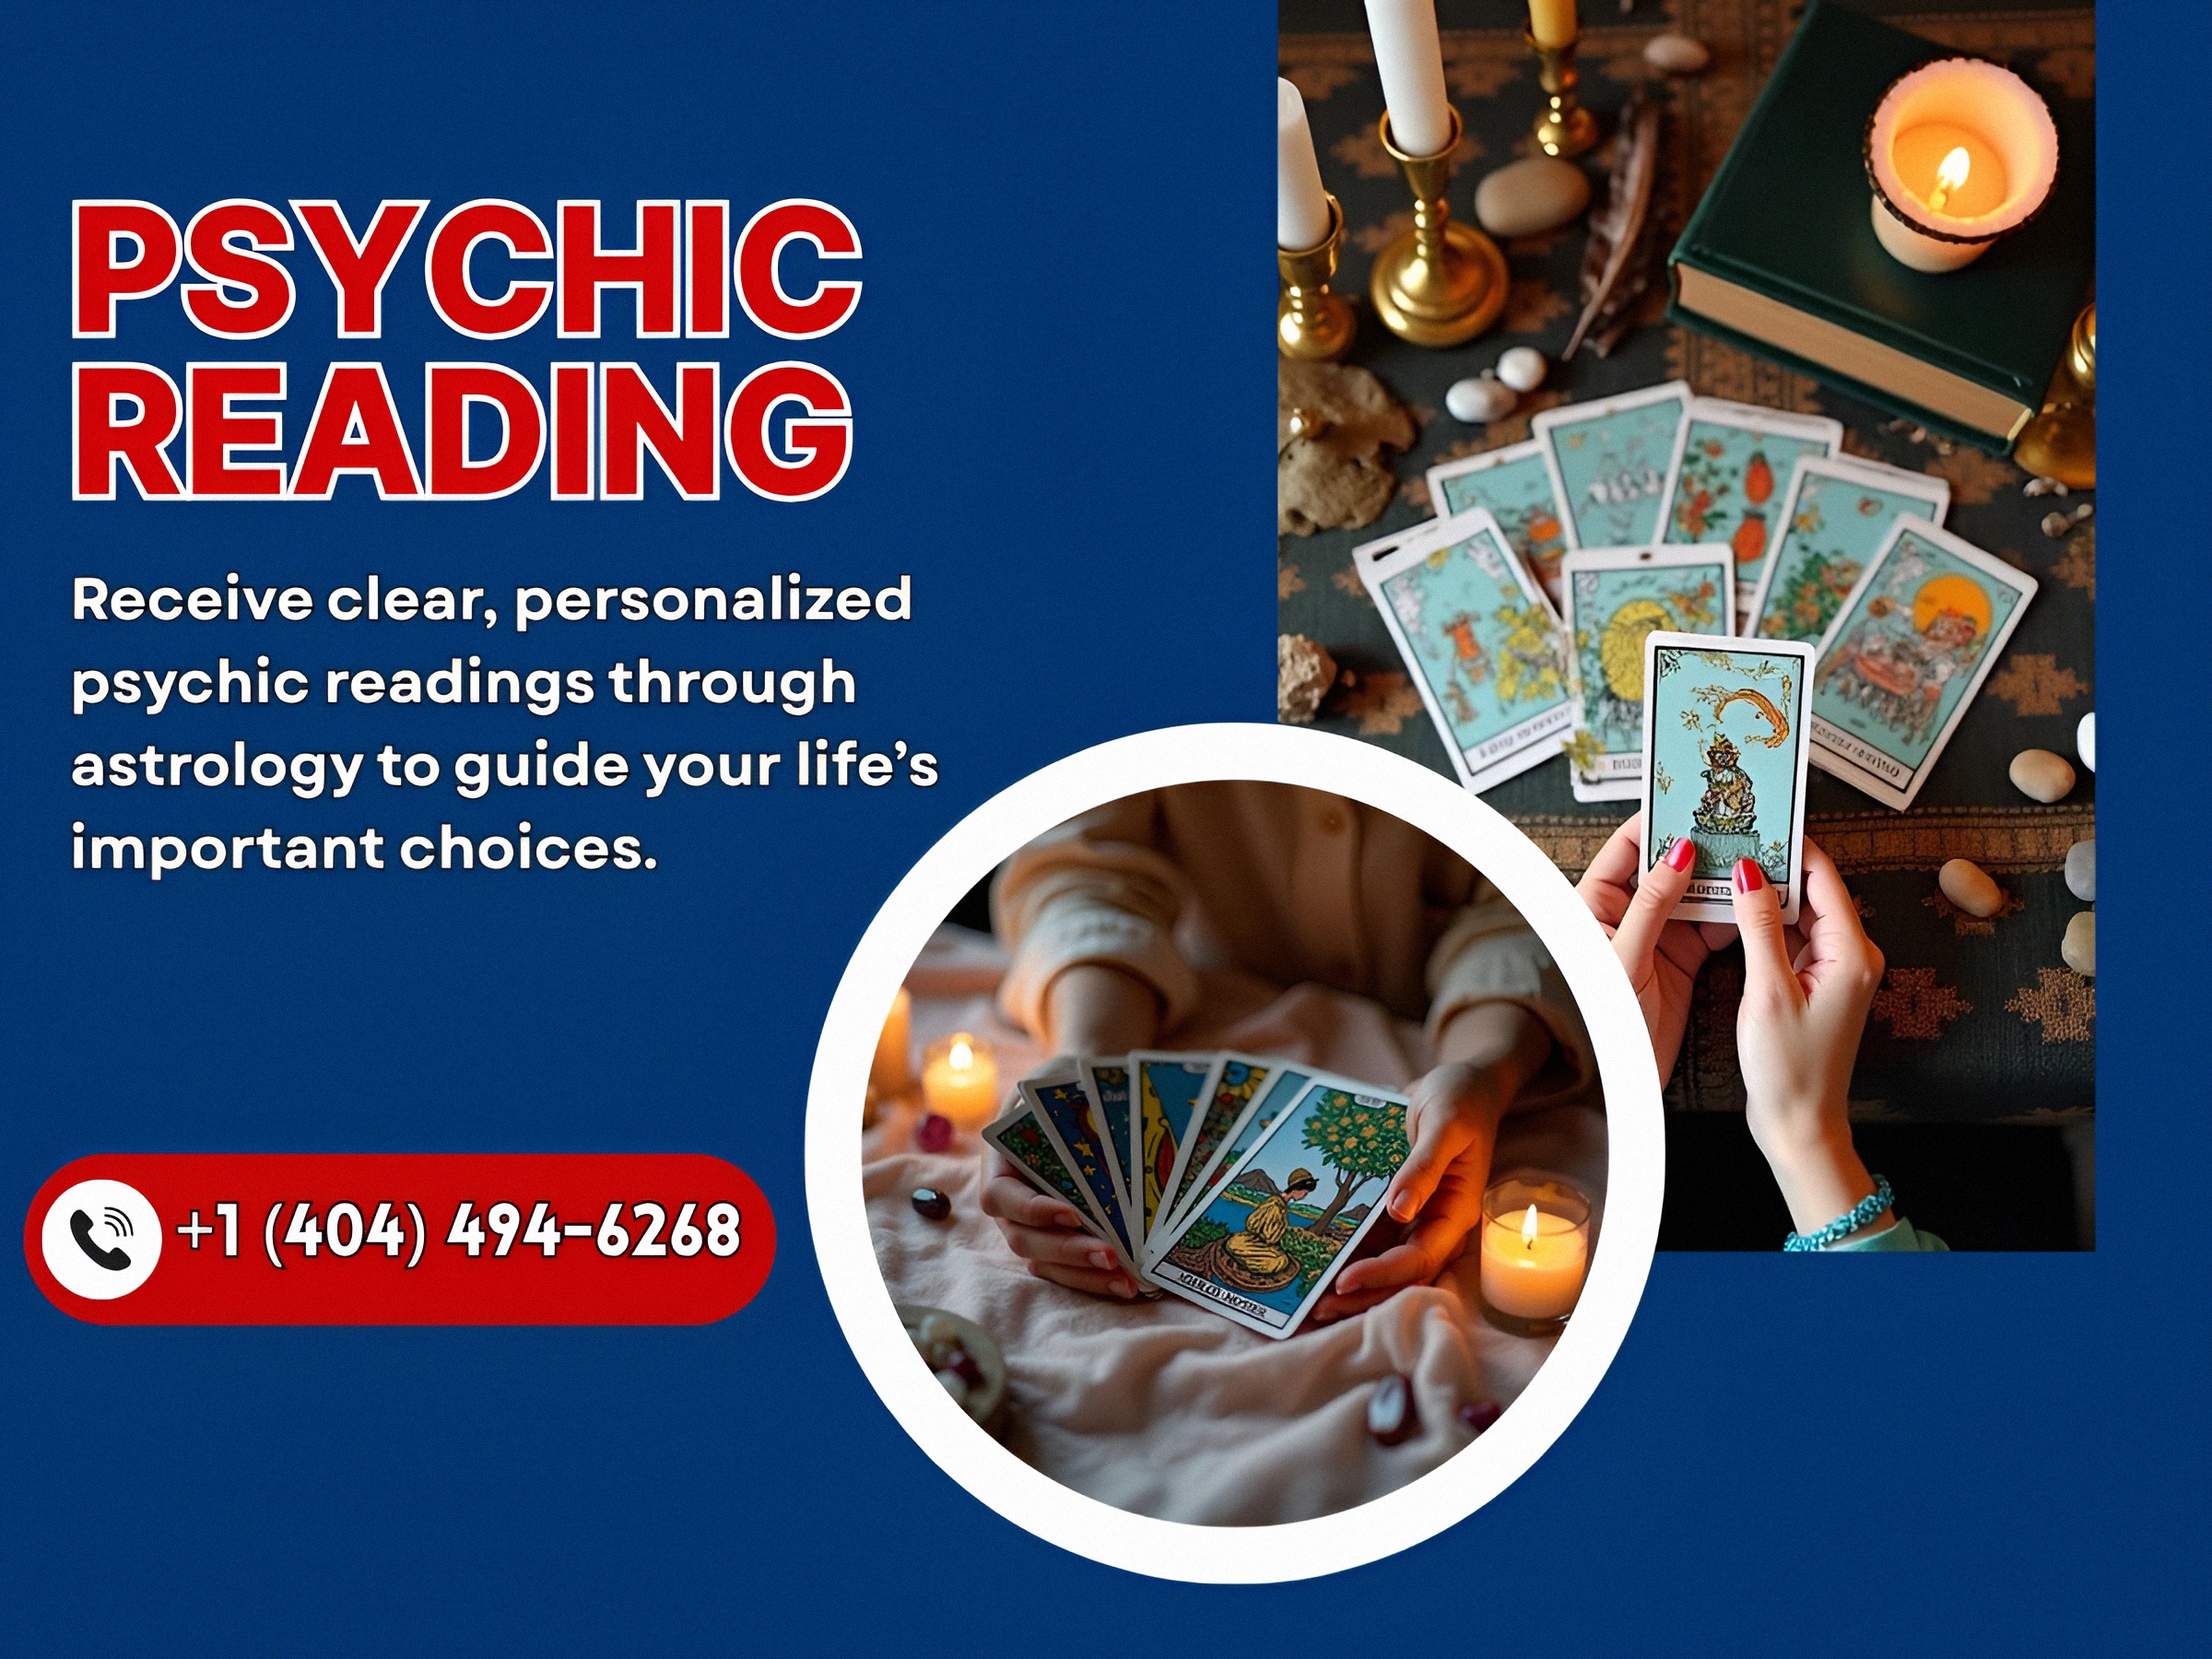 PSYCHIC
READING
Receive clear, personalized
psychic readings through
astrology to guide your life’s
important choices.
+1 (404) 494-6268